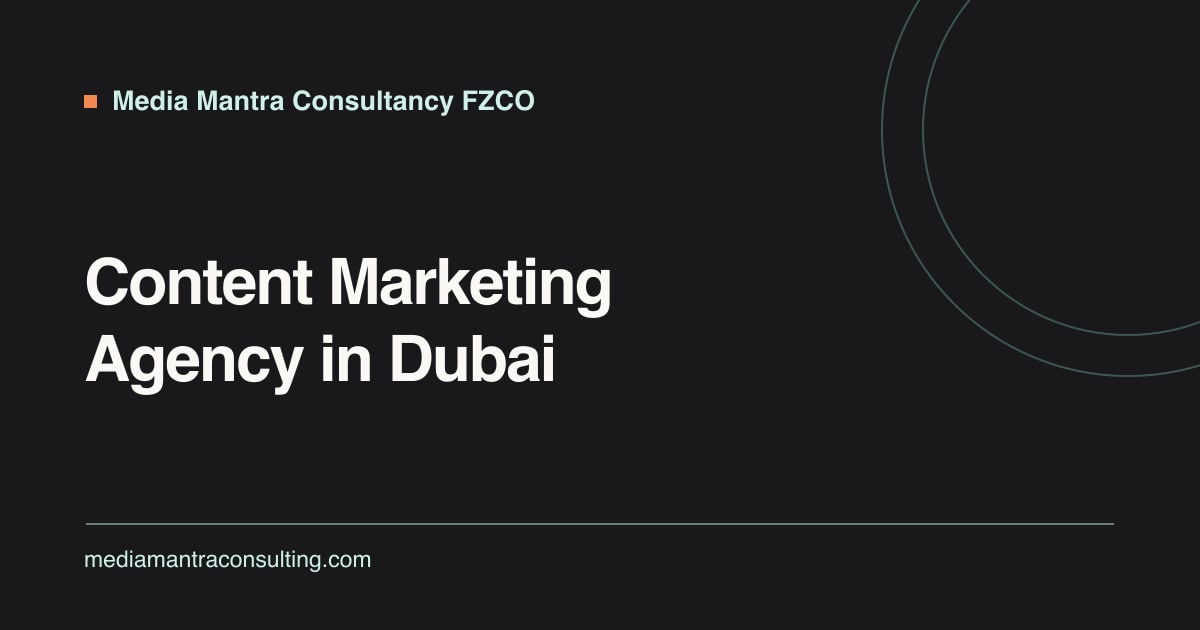 Media Mantra Consultancy FZCO
Content Marketing
Agency in Dubai
mediamantraconsulting.com